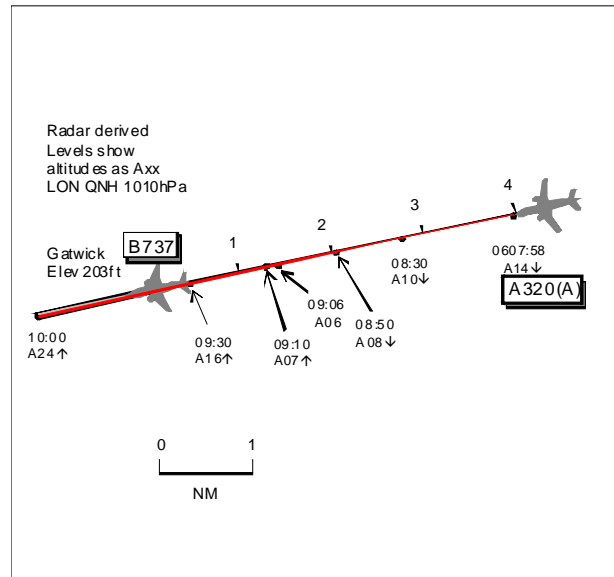 Radar derived
Levels show
altitudes as Axx
LON QNH 1010hPa
4
3
2
1
B737
Gatwick
Elev 203ft
0607:58
A14↓
A320(A)
08:30
A10↓
09:06
A06
08:50
A08↓
10:00
A24↑
09:30
A16↑
09:10
A07↑
0 1
NM